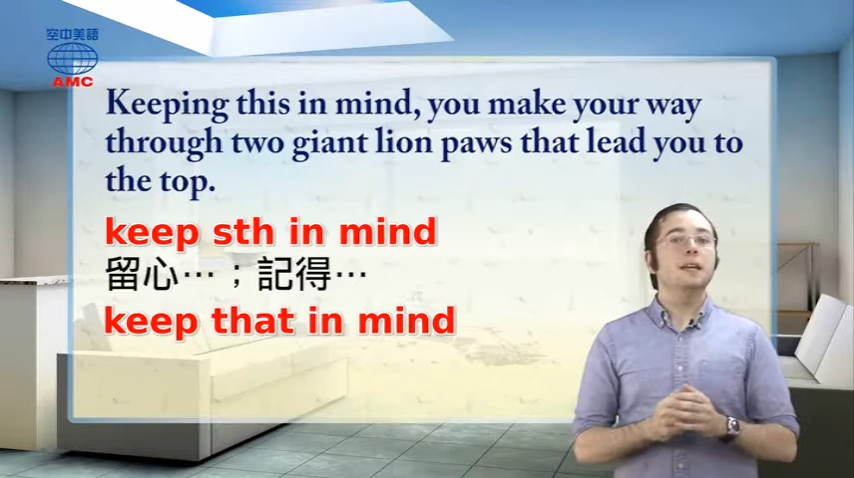 空中美語
AMC
Keeping this in mind, you make your way
through two giant lion paws that lead you to
the top.
keep sth in mind
留心…；記得…
keep that in mind